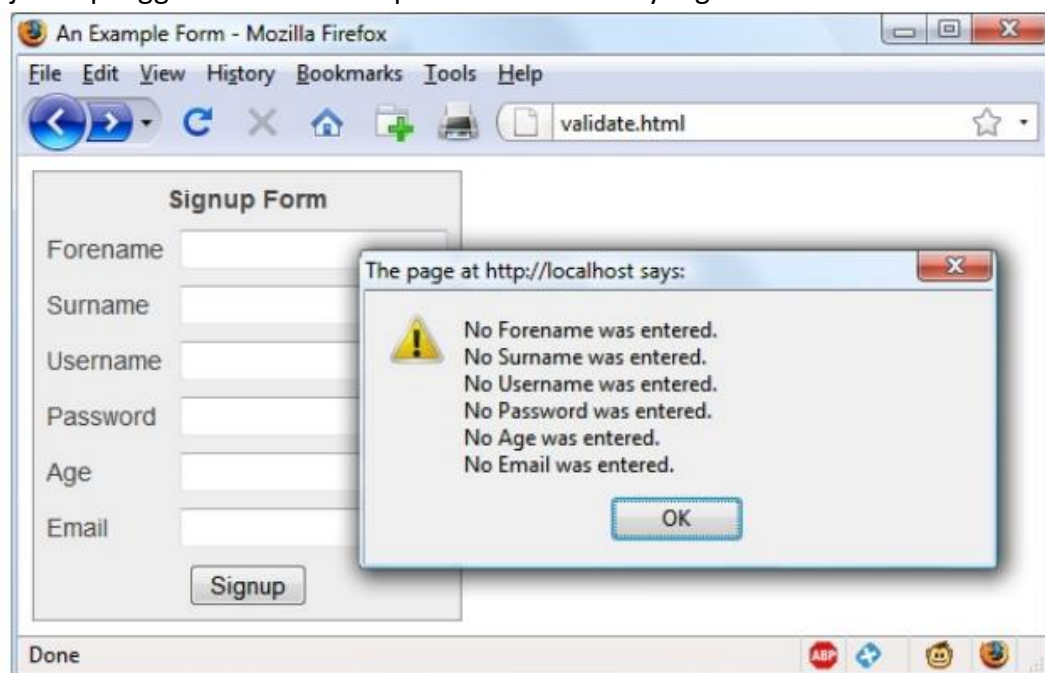 An Example Form - Mozilla Firefox
File Edit View History Bookmarks Tools Help
validate.html
Signup Form
Forename
Surname
Username
Password
Age
Email
Signup
The page at http://localhost says:
No Forename was entered.
No Surname was entered.
No Username was entered.
No Password was entered.
No Age was entered.
No Email was entered.
OK
Done
ABP